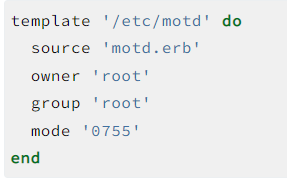 template '/etc/motd' do
  source 'motd.erb'
  owner 'root'
  group 'root'
  mode '0755'
end